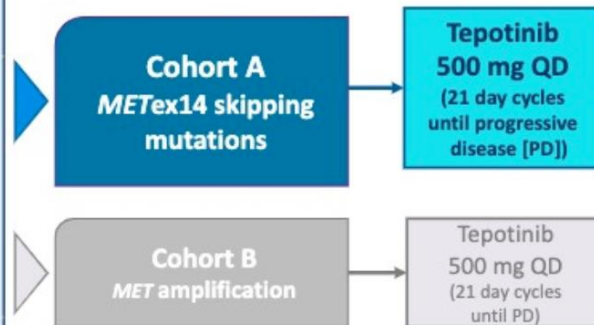 Cohort A
METex14 skipping
mutations
Tepotinib
500 mg QD
(21 day cycles
until progressive
disease [PD])
Cohort B
MET amplification
Tepotinib
500 mg QD
(21 day cycles
until PD)